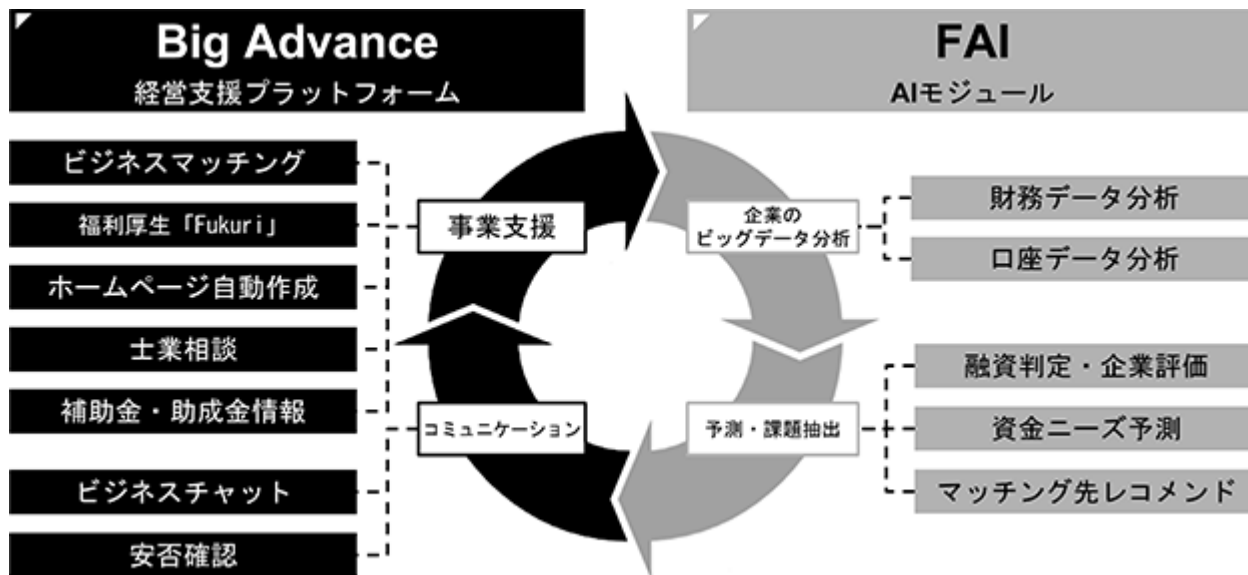 Big Advance
経営支援プラットフォーム
FAI
AIモジュール
ビジネスマッチング
福利厚生「Fukuri」
ホームページ自動作成
士業相談
補助金・助成金情報
ビジネスチャット
安否確認
事業支援
コミュニケーション
企業の
ビッグデータ分析
予測・課題抽出
財務データ分析
口座データ分析
融資判定・企業評価
資金ニーズ予測
マッチング先レコメンド